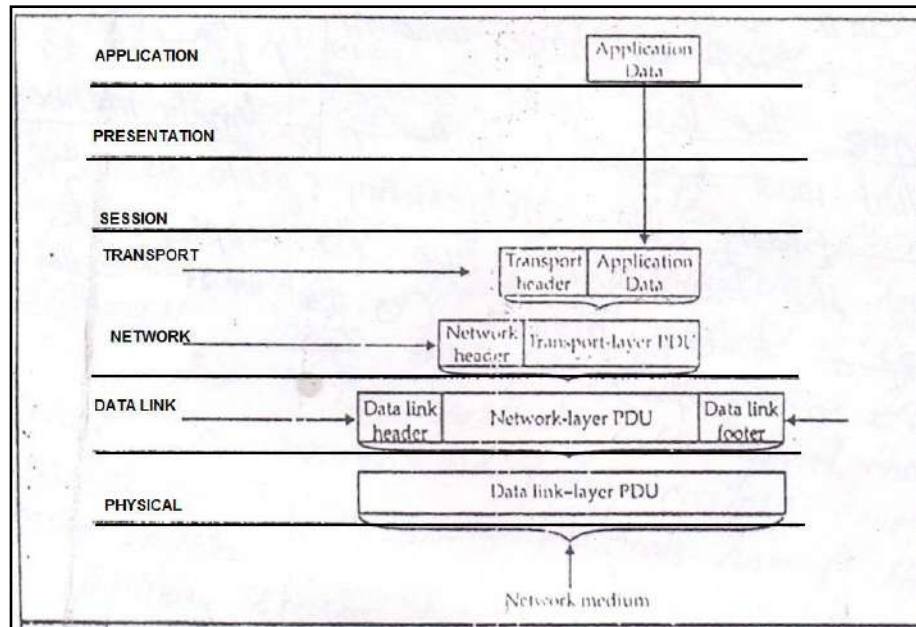 APPLICATION
Application
Data
PRESENTATION
SESSION
TRANSPORT
Transport
header
Application
Data
NETWORK
Network
header
Transport-layer PDU
DATA LINK
Data link
header
Network-layer PDU
Data link
footer
PHYSICAL
Data link-layer PDU
Network medium